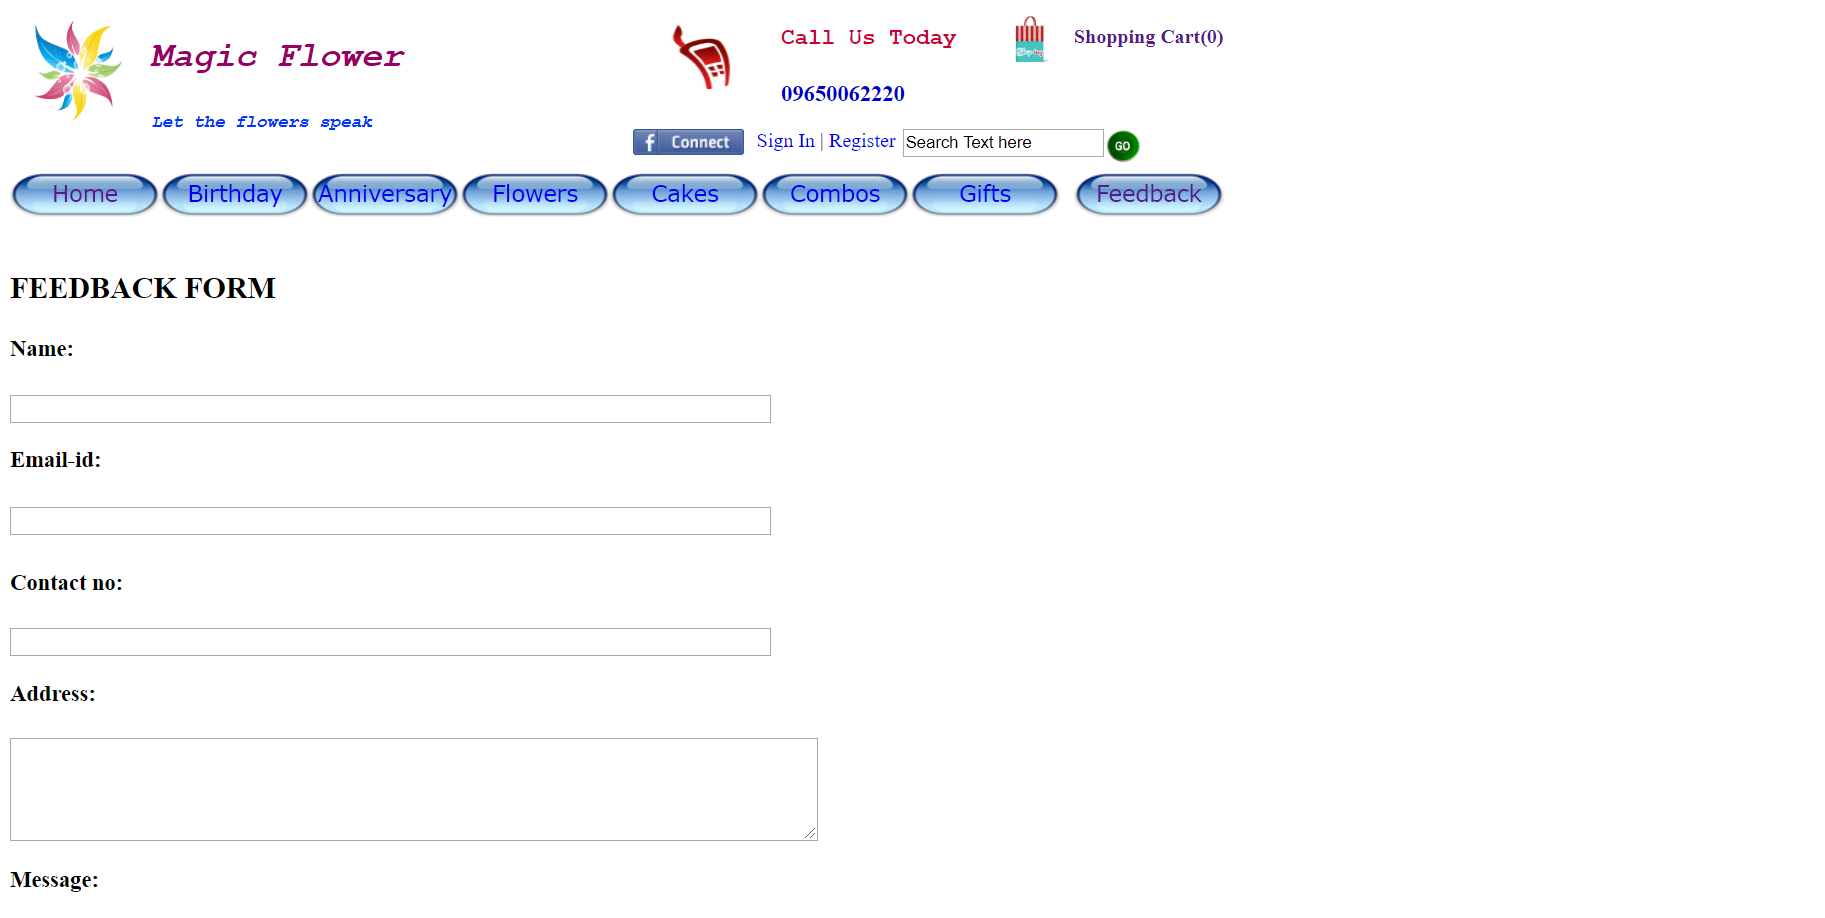 Magic Flower
Let the flowers speak
Call Us Today
09650062220
Shopping Cart(0)
f Connect
Sign In | Register
Search Text here
GO
Home
Birthday
Anniversary
Flowers
Cakes
Combos
Gifts
Feedback
FEEDBACK FORM
Name:
Email-id:
Contact no:
Address:
Message: